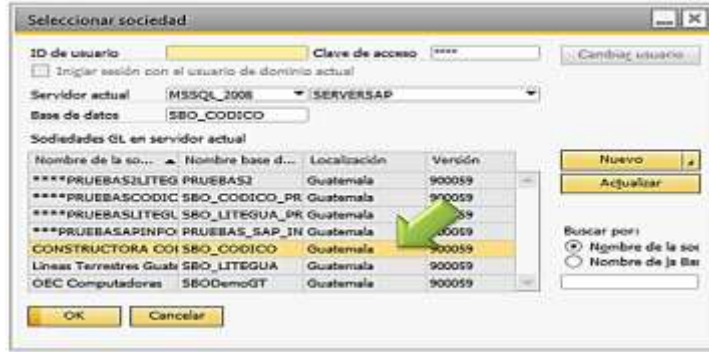 Seleccionar sociedad
ID de usuario
Clave de acceso ****
Cambiar usuario
Iniciar sesión con el usuario de dominio actual
Servidor actual MSSQL_2008 SERVERSAP
Base de datos SBO_CODICO
Sociedades GL en servidor actual
Nombre de la so... Nombre base d... Localización Versión
****PRUEBAS2LITEG PRUEBAS2 Guatemala 900059
****PRUEBASCODIC SBO_CODICO_PR Guatemala 900059
****PRUEBASLITEGU SBO_LITEGUA_PR Guatemala
***PRUEBASAPINFO PRUEBAS_SAP_IN Guatemala
CONSTRUCTORA COI SBO_CODICO Guatemala 900059
Lineas Terrestres Guate SBO_LITEGUA Guatemala 900059
OEC Computadoras SBODemoGT Guatemala 900059
Nuevo
Actualizar
Buscar por:
Nombre de la soc
Nombre de la Bas
OK Cancelar